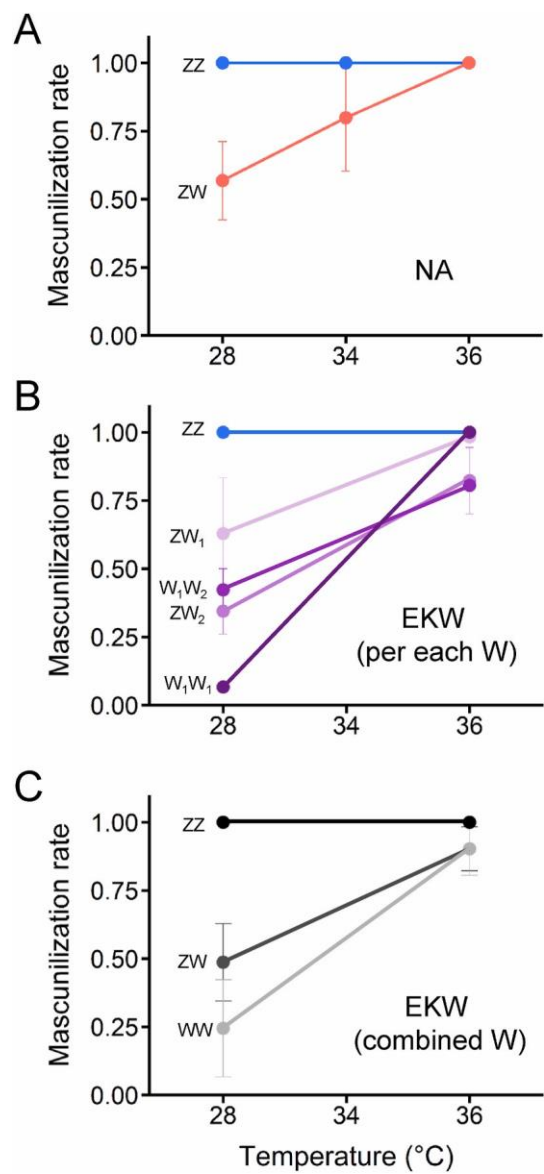 A
Mascunilization rate
1.00
0.75
0.50
0.25
0.00
ZZ
ZW
NA
28
34
36
B
Mascunilization rate
1.00
0.75
0.50
0.25
0.00
ZZ
ZW₁
W₁W₂
ZW₂
W₁W₁
EKW
(per each W)
28
34
36
C
Mascunilization rate
1.00
0.75
0.50
0.25
0.00
ZZ
ZW
WW
EKW
(combined W)
28
34
36
Temperature (°C)